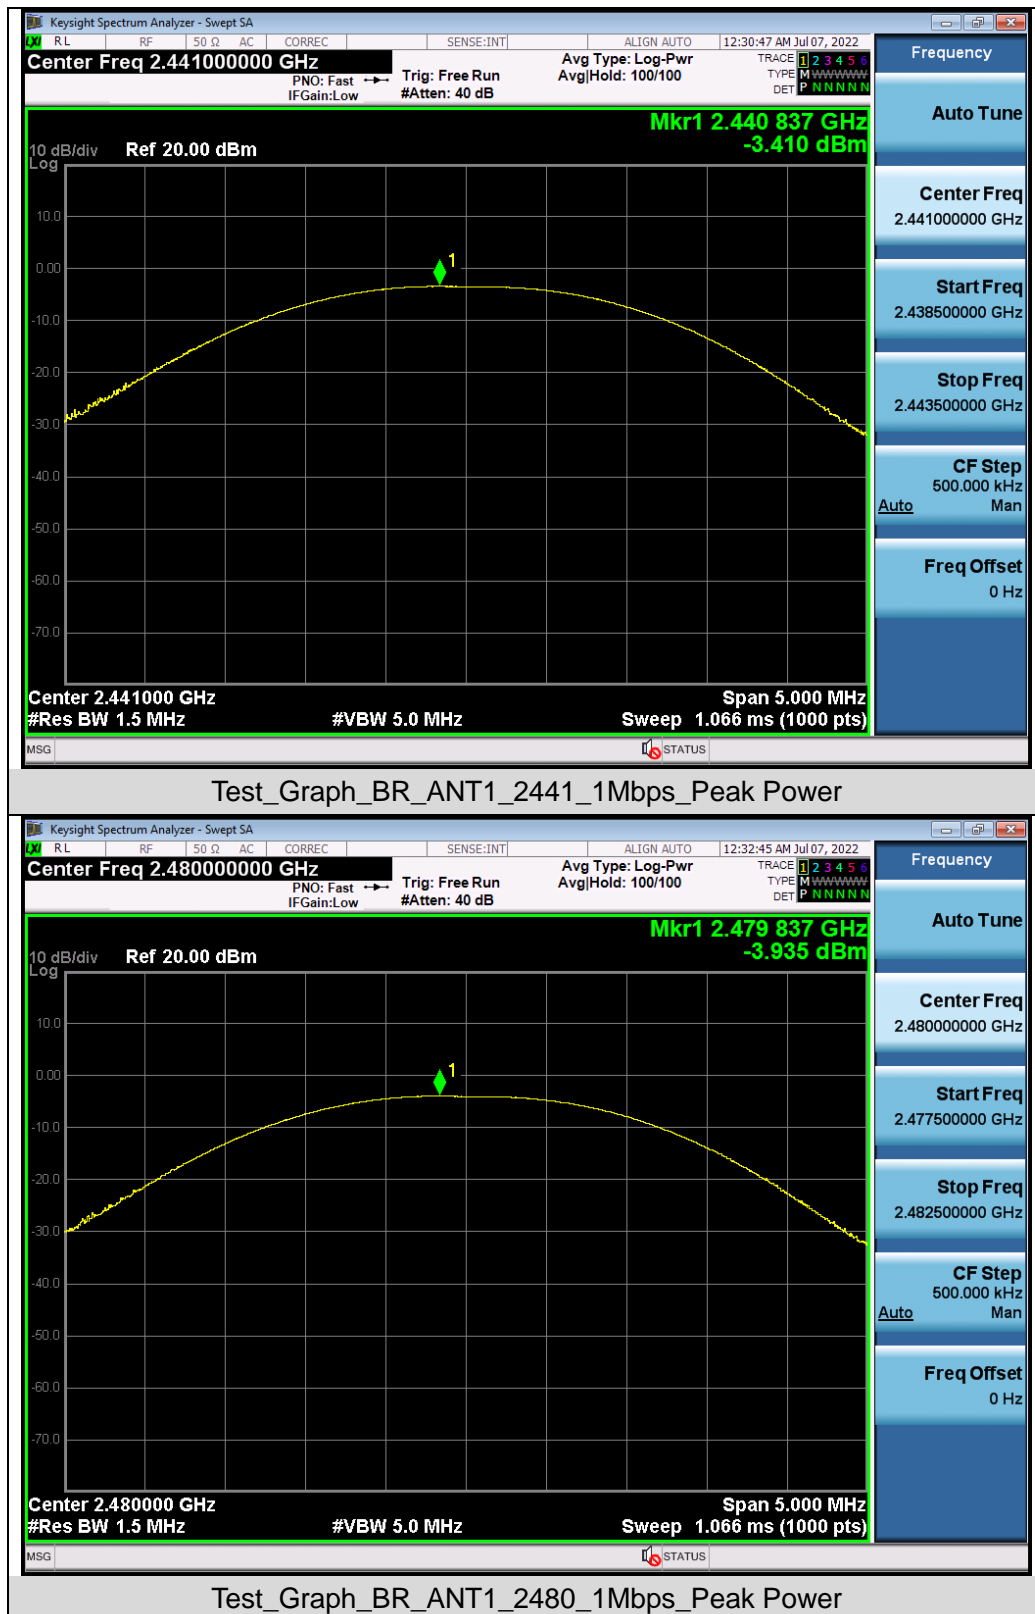 Keysight Spectrum Analyzer - Swept SA
LXI RL RF 50 Ω AC CORREC SENSE:INT ALIGN AUTO 12:30:47 AM Jul 07, 2022
Center Freq 2.441000000 GHz
PNO: Fast
IFGain:Low
Trig: Free Run
#Atten: 40 dB
Avg Type: Log-Pwr
Avg|Hold: 100/100
TRACE 1 2 3 4 5 6
TYPE M WWWWW
DET P N N N N N
Frequency
Mkr1 2.440 837 GHz
-3.410 dBm
10 dB/div Ref 20.00 dBm
Log
10.0
0.00
-10.0
-20.0
-30.0
-40.0
-50.0
-60.0
-70.0
1
Auto Tune
Center Freq
2.441000000 GHz
Start Freq
2.438500000 GHz
Stop Freq
2.443500000 GHz
CF Step
500.000 kHz
Auto Man
Freq Offset
0 Hz
Center 2.441000 GHz Span 5.000 MHz
#Res BW 1.5 MHz #VBW 5.0 MHz Sweep 1.066 ms (1000 pts)
MSG STATUS
Test_Graph_BR_ANT1_2441_1Mbps_Peak Power
Keysight Spectrum Analyzer - Swept SA
LXI RL RF 50 Ω AC CORREC SENSE:INT ALIGN AUTO 12:32:45 AM Jul 07, 2022
Center Freq 2.480000000 GHz
PNO: Fast
IFGain:Low
Trig: Free Run
#Atten: 40 dB
Avg Type: Log-Pwr
Avg|Hold: 100/100
TRACE 1 2 3 4 5 6
TYPE M WWWWW
DET P N N N N N
Frequency
Mkr1 2.479 837 GHz
-3.935 dBm
10 dB/div Ref 20.00 dBm
Log
10.0
0.00
-10.0
-20.0
-30.0
-40.0
-50.0
-60.0
-70.0
1
Auto Tune
Center Freq
2.480000000 GHz
Start Freq
2.477500000 GHz
Stop Freq
2.482500000 GHz
CF Step
500.000 kHz
Auto Man
Freq Offset
0 Hz
Center 2.480000 GHz Span 5.000 MHz
#Res BW 1.5 MHz #VBW 5.0 MHz Sweep 1.066 ms (1000 pts)
MSG STATUS
Test_Graph_BR_ANT1_2480_1Mbps_Peak Power